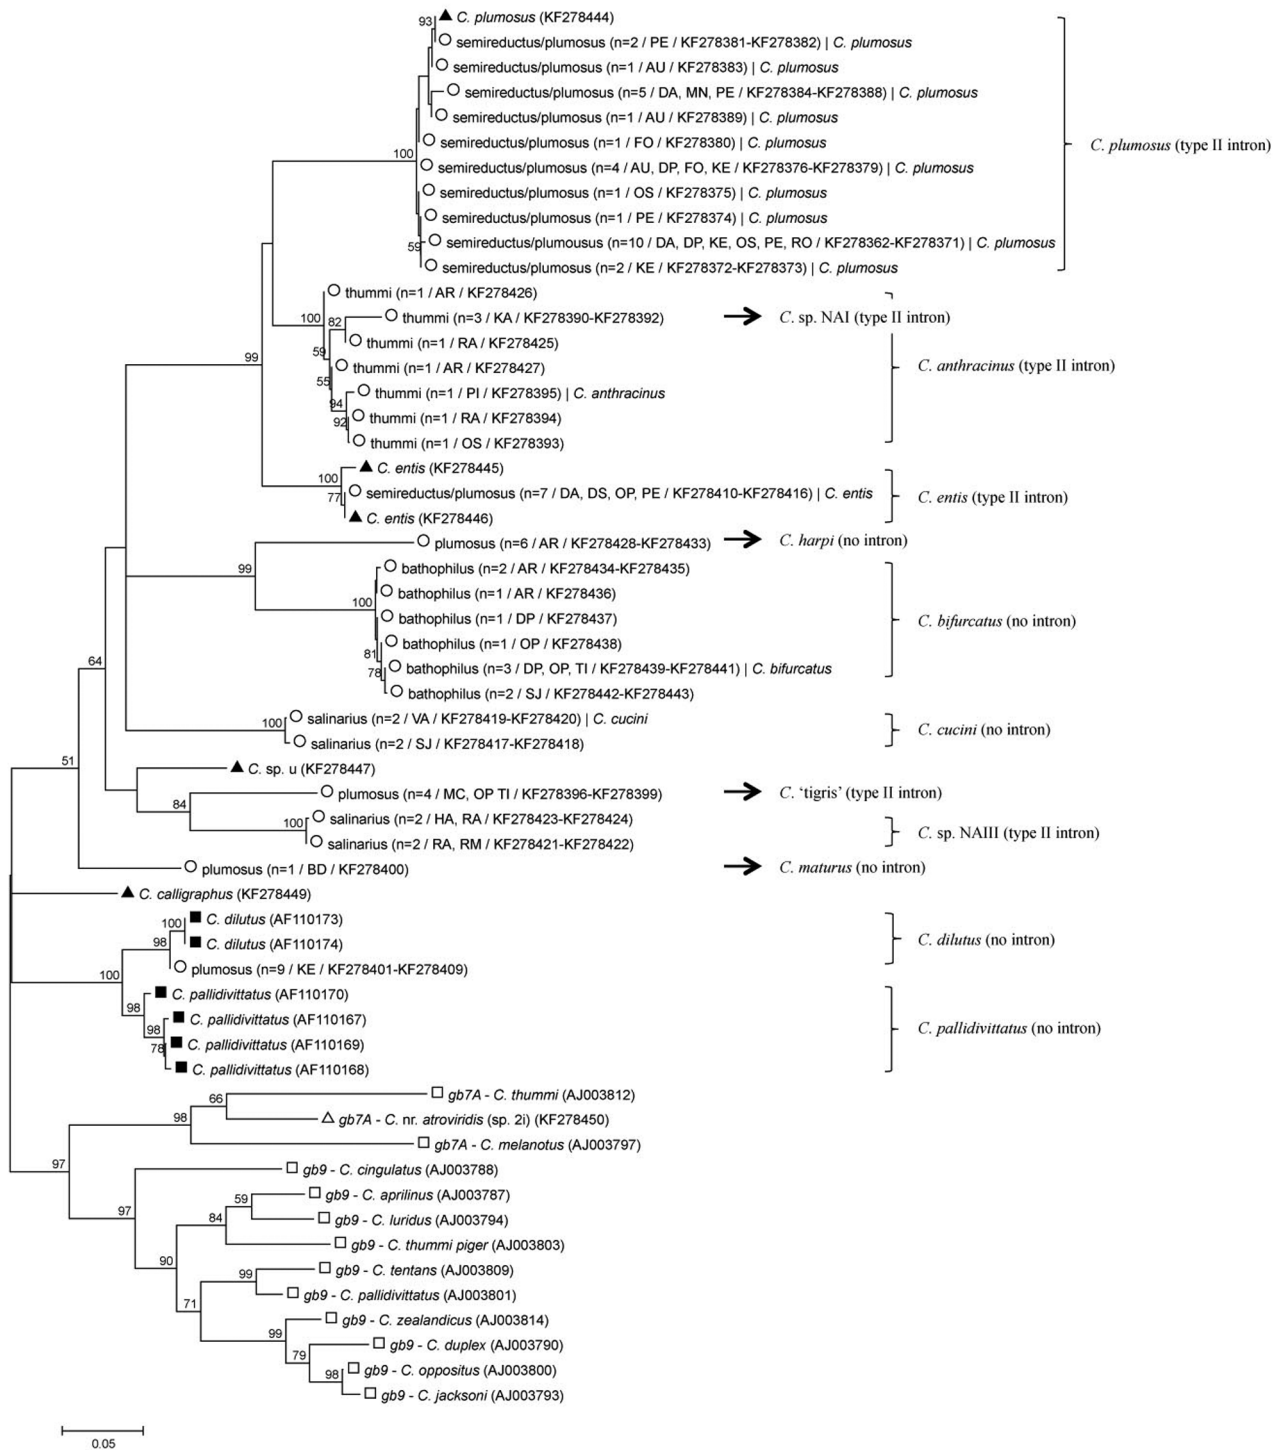 93
C. plumosus (KF278444)
semireductus/plumosus (n=2 / PE / KF278381-KF278382) | C. plumosus
semireductus/plumosus (n=1 / AU / KF278383) | C. plumosus
semireductus/plumosus (n=5 / DA, MN, PE / KF278384-KF278388) | C. plumosus
semireductus/plumosus (n=1 / AU / KF278389) | C. plumosus
semireductus/plumosus (n=1 / FO / KF278380) | C. plumosus
C. plumosus (type II intron)
100
semireductus/plumosus (n=4 / AU, DP, FO, KE / KF278376-KF278379) | C. plumosus
semireductus/plumosus (n=1 / OS / KF278375) | C. plumosus
semireductus/plumosus (n=1 / PE / KF278374) | C. plumosus
59
semireductus/plumousus (n=10 / DA, DP, KE, OS, PE, RO / KF278362-KF278371) | C. plumosus
semireductus/plumosus (n=2 / KE / KF278372-KF278373) | C. plumosus
thummi (n=1 / AR / KF278426)
100
82
thummi (n=3 / KA / KF278390-KF278392)
C. sp. NAI (type II intron)
thummi (n=1 / RA / KF278425)
59
99
thummi (n=1 / AR / KF278427)
C. anthracinus (type II intron)
55
thummi (n=1 / PI / KF278395) | C. anthracinus
94
thummi (n=1 / RA / KF278394)
92
thummi (n=1 / OS / KF278393)
C. entis (KF278445)
100
semireductus/plumosus (n=7 / DA, DS, OP, PE / KF278410-KF278416) | C. entis
C. entis (type II intron)
77
C. entis (KF278446)
plumosus (n=6 / AR / KF278428-KF278433)
C. harpi (no intron)
99
bathophilus (n=2 / AR / KF278434-KF278435)
bathophilus (n=1 / AR / KF278436)
100
bathophilus (n=1 / DP / KF278437)
C. bifurcatus (no intron)
bathophilus (n=1 / OP / KF278438)
81
64
bathophilus (n=3 / DP, OP, TI / KF278439-KF278441) | C. bifurcatus
78
bathophilus (n=2 / SJ / KF278442-KF278443)
salinarius (n=2 / VA / KF278419-KF278420) | C. cucini
100
C. cucini (no intron)
salinarius (n=2 / SJ / KF278417-KF278418)
51
C. sp. u (KF278447)
plumosus (n=4 / MC, OP TI / KF278396-KF278399)
C. ‘tigris’ (type II intron)
84
salinarius (n=2 / HA, RA / KF278423-KF278424)
100
C. sp. NAIII (type II intron)
salinarius (n=2 / RA, RM / KF278421-KF278422)
plumosus (n=1 / BD / KF278400)
C. maturus (no intron)
C. calligraphus (KF278449)
C. dilutus (AF110173)
100
98
C. dilutus (AF110174)
C. dilutus (no intron)
plumosus (n=9 / KE / KF278401-KF278409)
100
C. pallidivittatus (AF110170)
98
C. pallidivittatus (AF110167)
C. pallidivittatus (no intron)
98
C. pallidivittatus (AF110169)
78
C. pallidivittatus (AF110168)
gb7A - C. thummi (AJ003812)
66
98
gb7A - C. nr. atroviridis (sp. 2i) (KF278450)
gb7A - C. melanotus (AJ003797)
97
gb9 - C. cingulatus (AJ003788)
gb9 - C. aprilinus (AJ003787)
59
97
84
gb9 - C. luridus (AJ003794)
gb9 - C. thummi piger (AJ003803)
90
gb9 - C. tentans (AJ003809)
99
gb9 - C. pallidivittatus (AJ003801)
71
gb9 - C. zealandicus (AJ003814)
99
gb9 - C. duplex (AJ003790)
79
gb9 - C. oppositus (AJ003800)
98
gb9 - C. jacksoni (AJ003793)
0.05